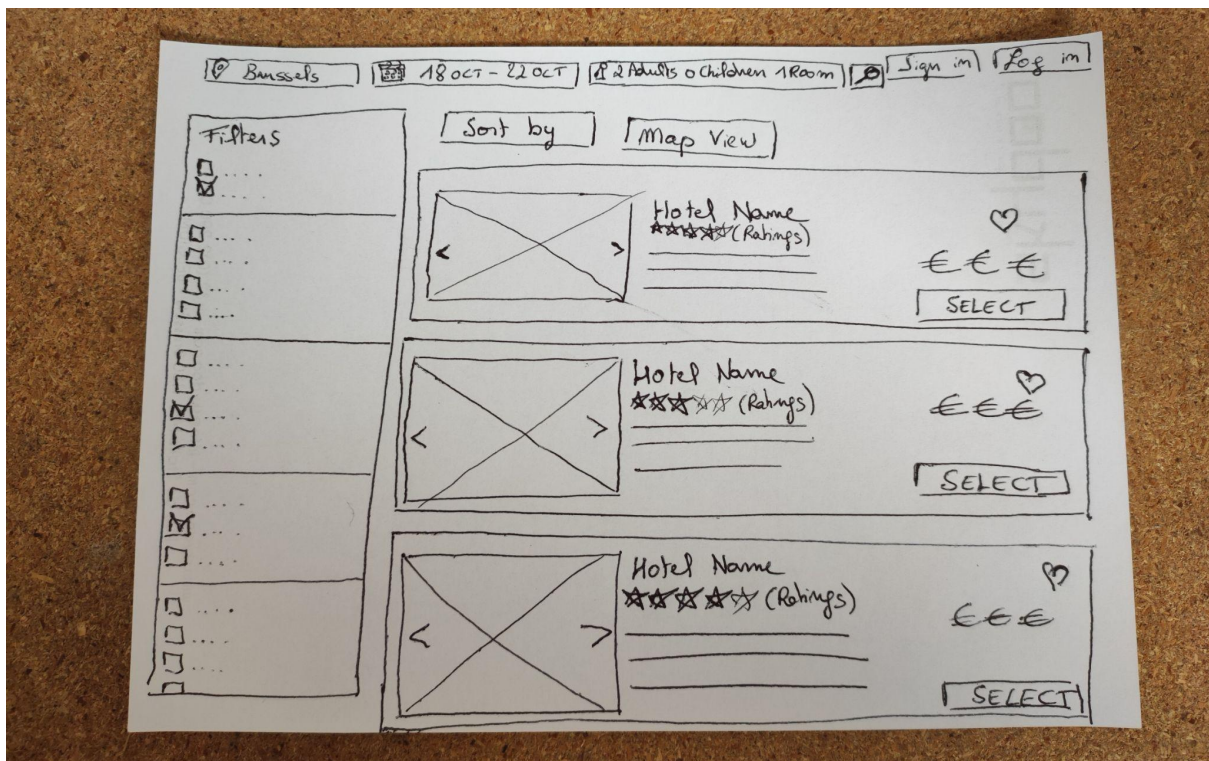 Brussels
18 OCT - 22 OCT
2 Adults 0 Children 1 Room
Sign in
Log in
Filters
Sort by
Map View
Hotel Name
(Ratings)
€ € €
SELECT
Hotel Name
(Ratings)
€ € €
SELECT
Hotel Name
(Ratings)
€ € €
SELECT